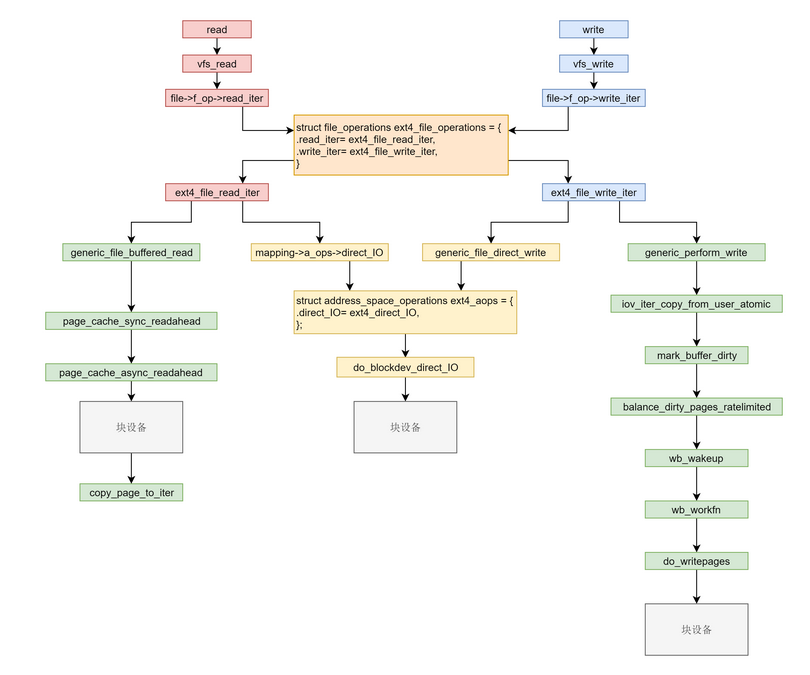 read
write
vfs_read
vfs_write
file->f_op->read_iter
file->f_op->write_iter
struct file_operations ext4_file_operations = {
.read_iter= ext4_file_read_iter,
.write_iter= ext4_file_write_iter,
}
ext4_file_read_iter
ext4_file_write_iter
generic_file_buffered_read
mapping->a_ops->direct_IO
generic_file_direct_write
generic_perform_write
struct address_space_operations ext4_aops = {
.direct_IO= ext4_direct_IO,
};
page_cache_sync_readahead
iov_iter_copy_from_user_atomic
page_cache_async_readahead
do_blockdev_direct_IO
mark_buffer_dirty
块设备
块设备
balance_dirty_pages_ratelimited
wb_wakeup
copy_page_to_iter
wb_workfn
do_writepages
块设备